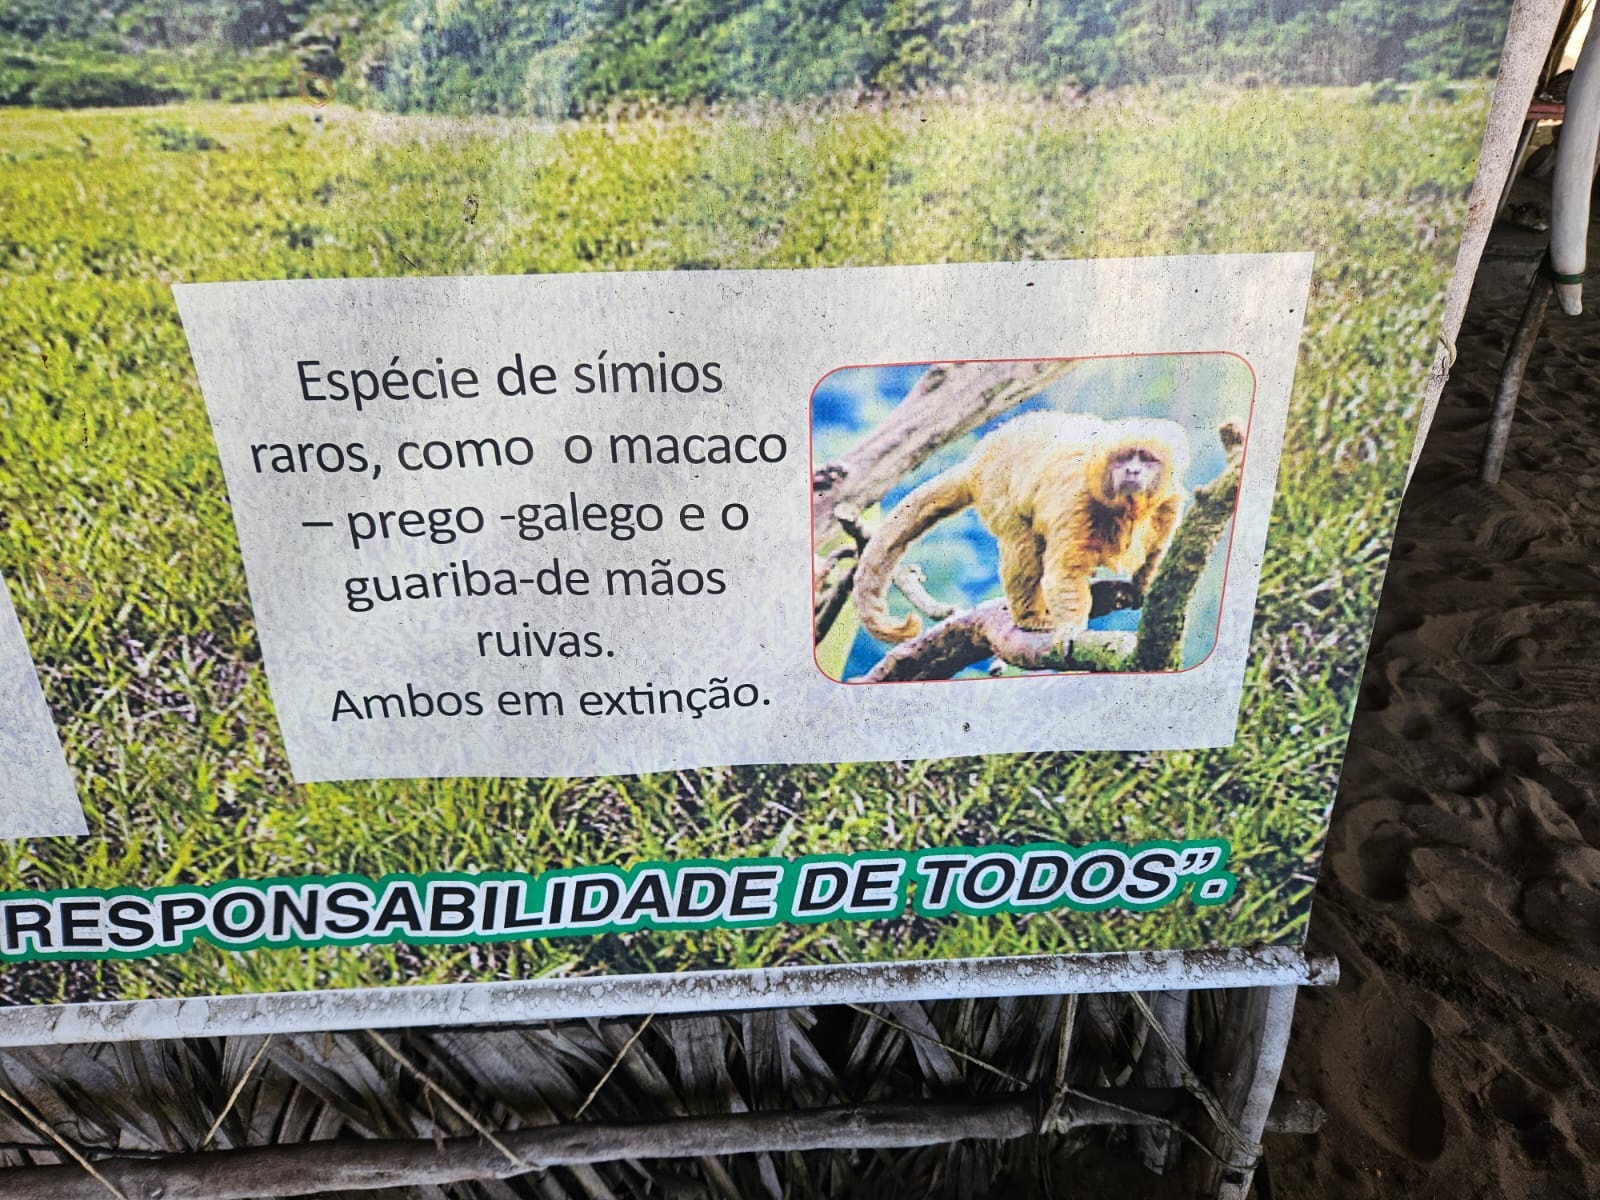 Espécie de símios
raros, como o macaco
– prego -galego e o
guariba-de mãos
ruivas.
Ambos em extinção.
RESPONSABILIDADE DE TODOS”.